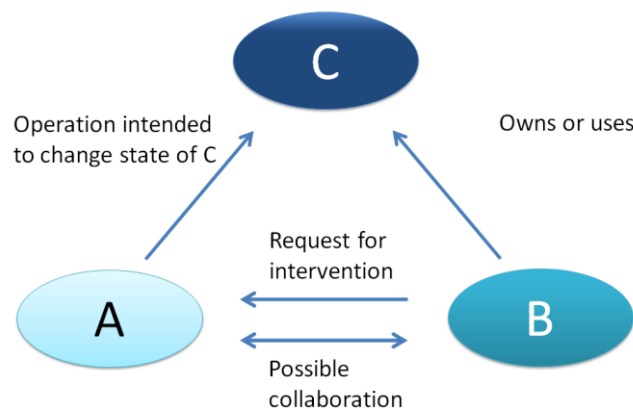 C
Operation intended
to change state of C
Owns or uses
Request for
intervention
A
B
Possible
collaboration